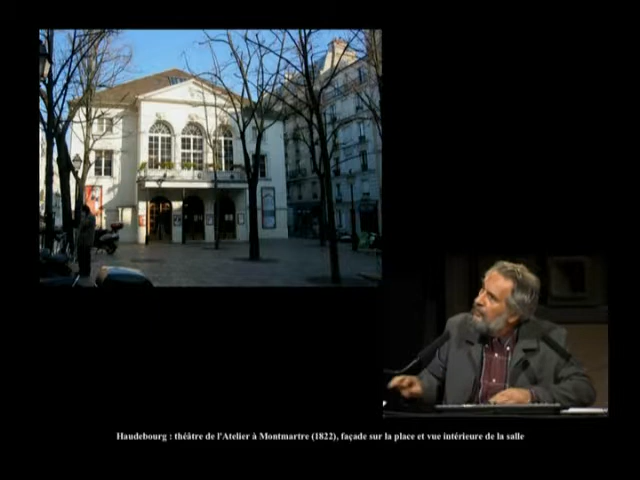 Haudebourg : théâtre de l'Atelier à Montmartre (1822), façade sur la place et vue intérieure de la salle